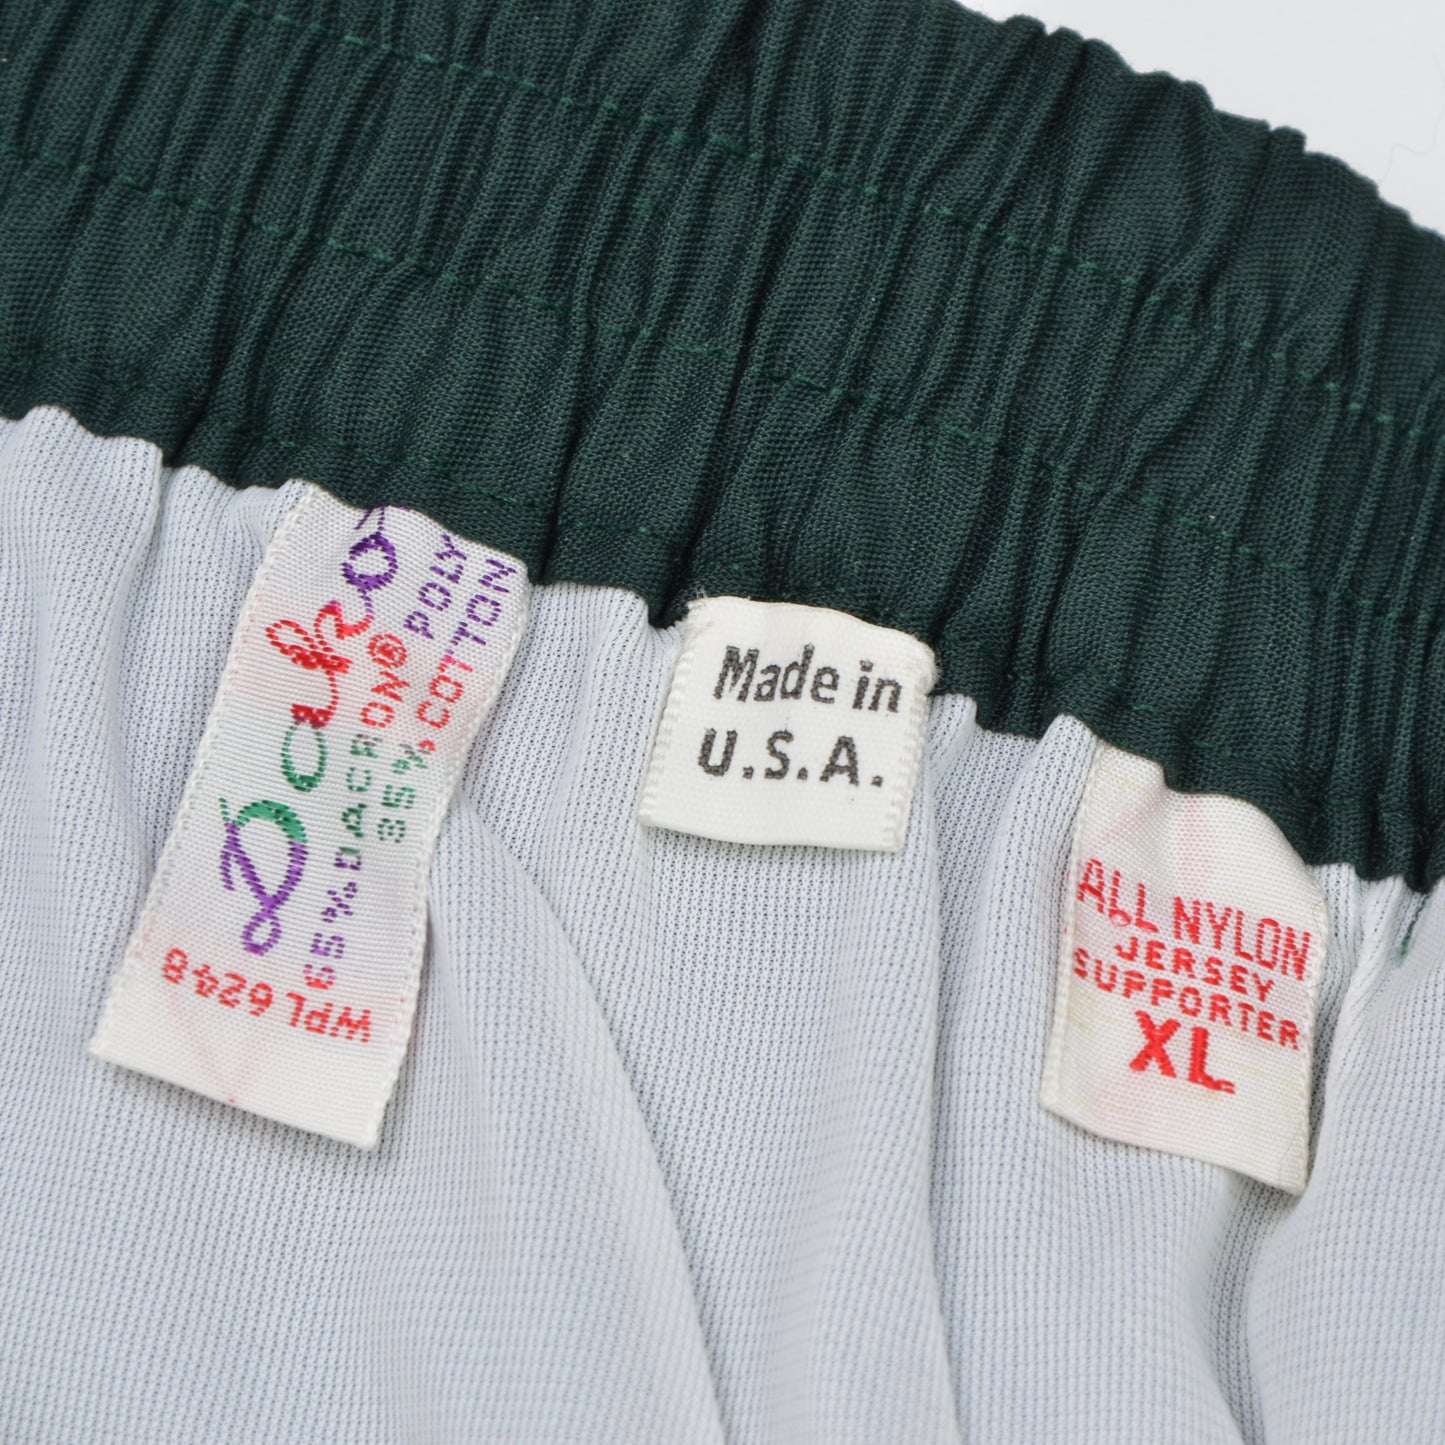 65% DACRON® POLY
35% COTTON
WPL 6248
Made in
U.S.A.
ALL NYLON
JERSEY
SUPPORTER
XL